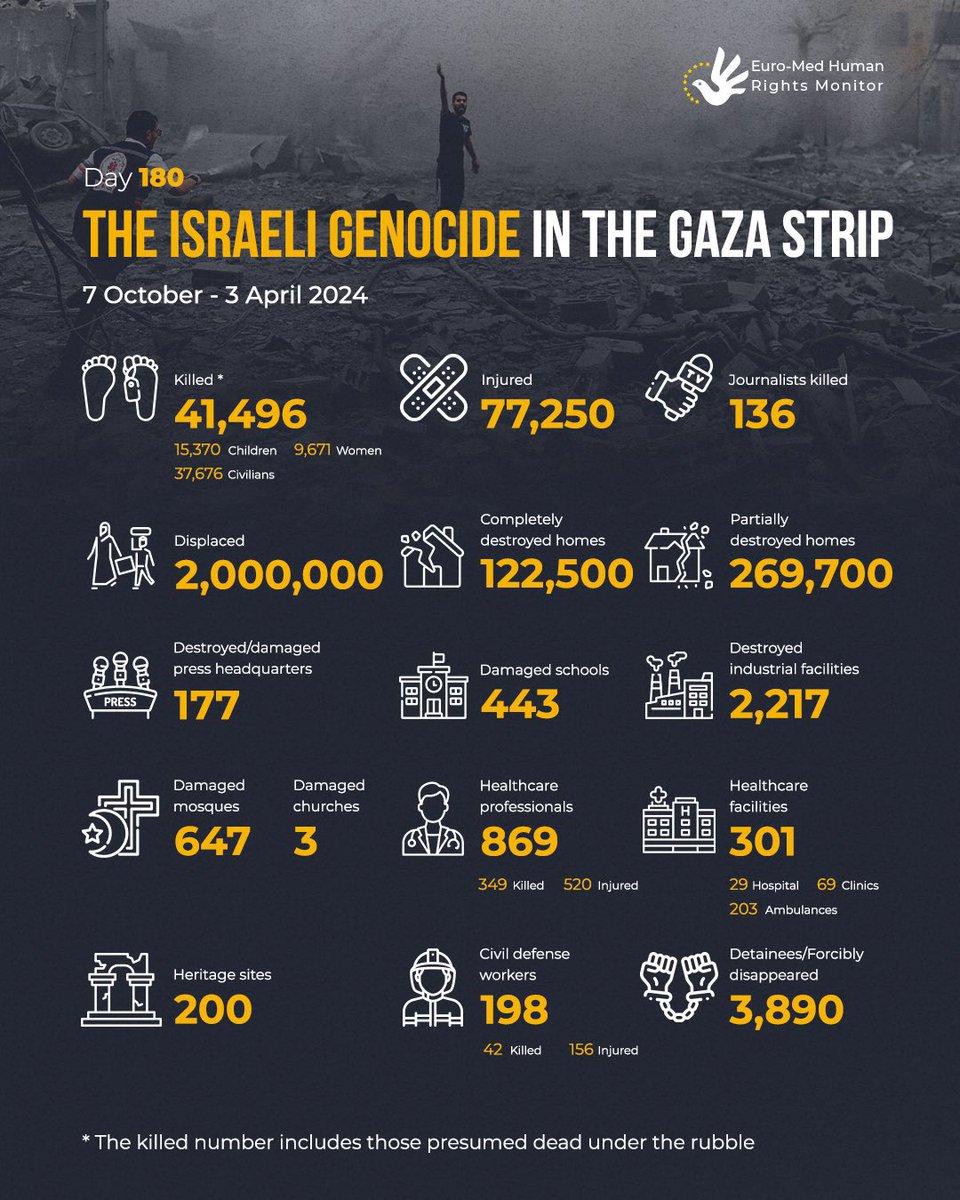 Euro-Med Human
Rights Monitor
Day 180
THE ISRAELI GENOCIDE IN THE GAZA STRIP
7 October - 3 April 2024
Killed *
41,496
15,370 Children 9,671 Women
37,676 Civilians
Injured
77,250
TV
Journalists killed
136
Displaced
2,000,000
Completely
destroyed homes
122,500
Partially
destroyed homes
269,700
PRESS
Destroyed/damaged
press headquarters
177
Damaged schools
443
Destroyed
industrial facilities
2,217
Damaged
mosques
647
Damaged
churches
3
Healthcare
professionals
869
349 Killed 520 Injured
H
Healthcare
facilities
301
29 Hospital 69 Clinics
203 Ambulances
Heritage sites
200
Civil defense
workers
198
42 Killed 156 Injured
Detainees/Forcibly
disappeared
3,890
* The killed number includes those presumed dead under the rubble